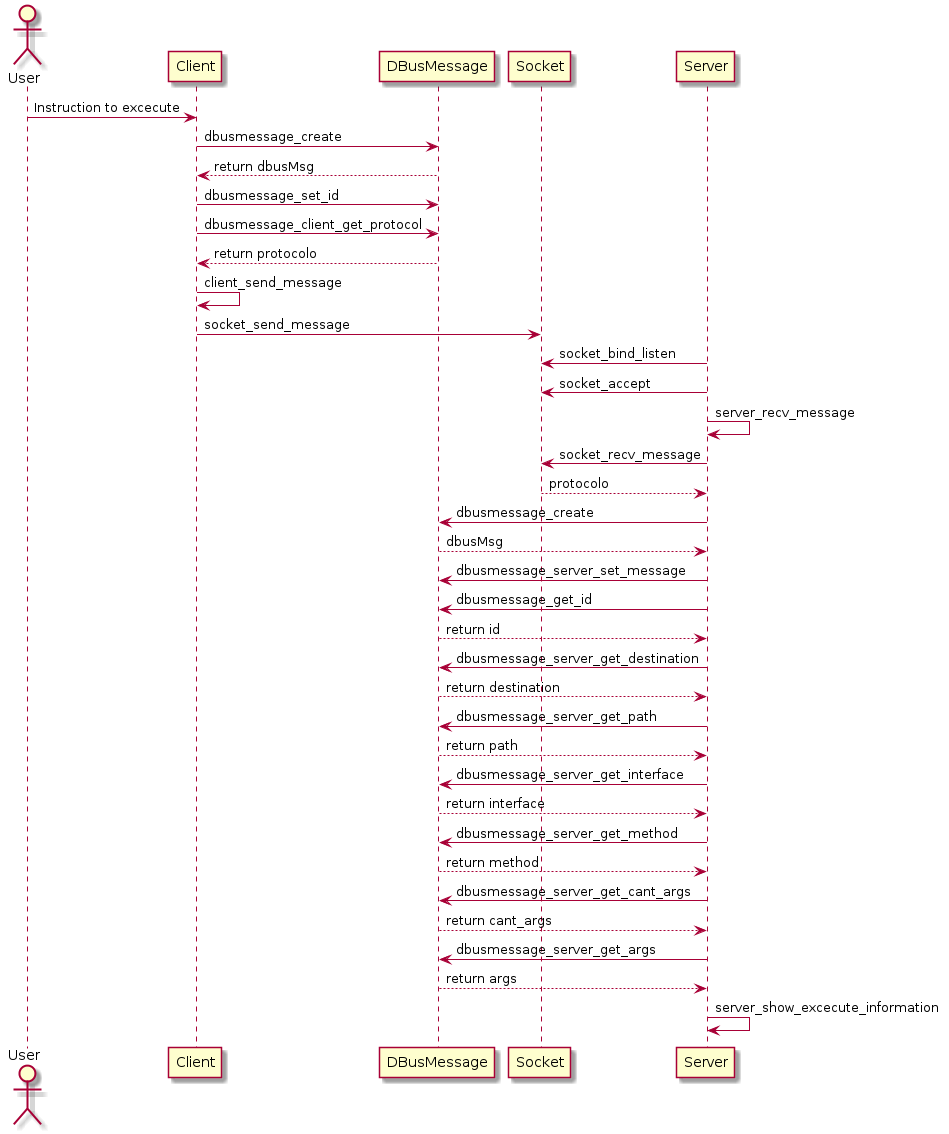 User
Client
DBusMessage
Socket
Server
Instruction to excecute
dbusmessage_create
return dbusMsg
dbusmessage_set_id
dbusmessage_client_get_protocol
return protocolo
client_send_message
socket_send_message
socket_bind_listen
socket_accept
server_recv_message
socket_recv_message
protocolo
dbusmessage_create
dbusMsg
dbusmessage_server_set_message
dbusmessage_get_id
return id
dbusmessage_server_get_destination
return destination
dbusmessage_server_get_path
return path
dbusmessage_server_get_interface
return interface
dbusmessage_server_get_method
return method
dbusmessage_server_get_cant_args
return cant_args
dbusmessage_server_get_args
return args
server_show_excecute_information
User
Client
DBusMessage
Socket
Server